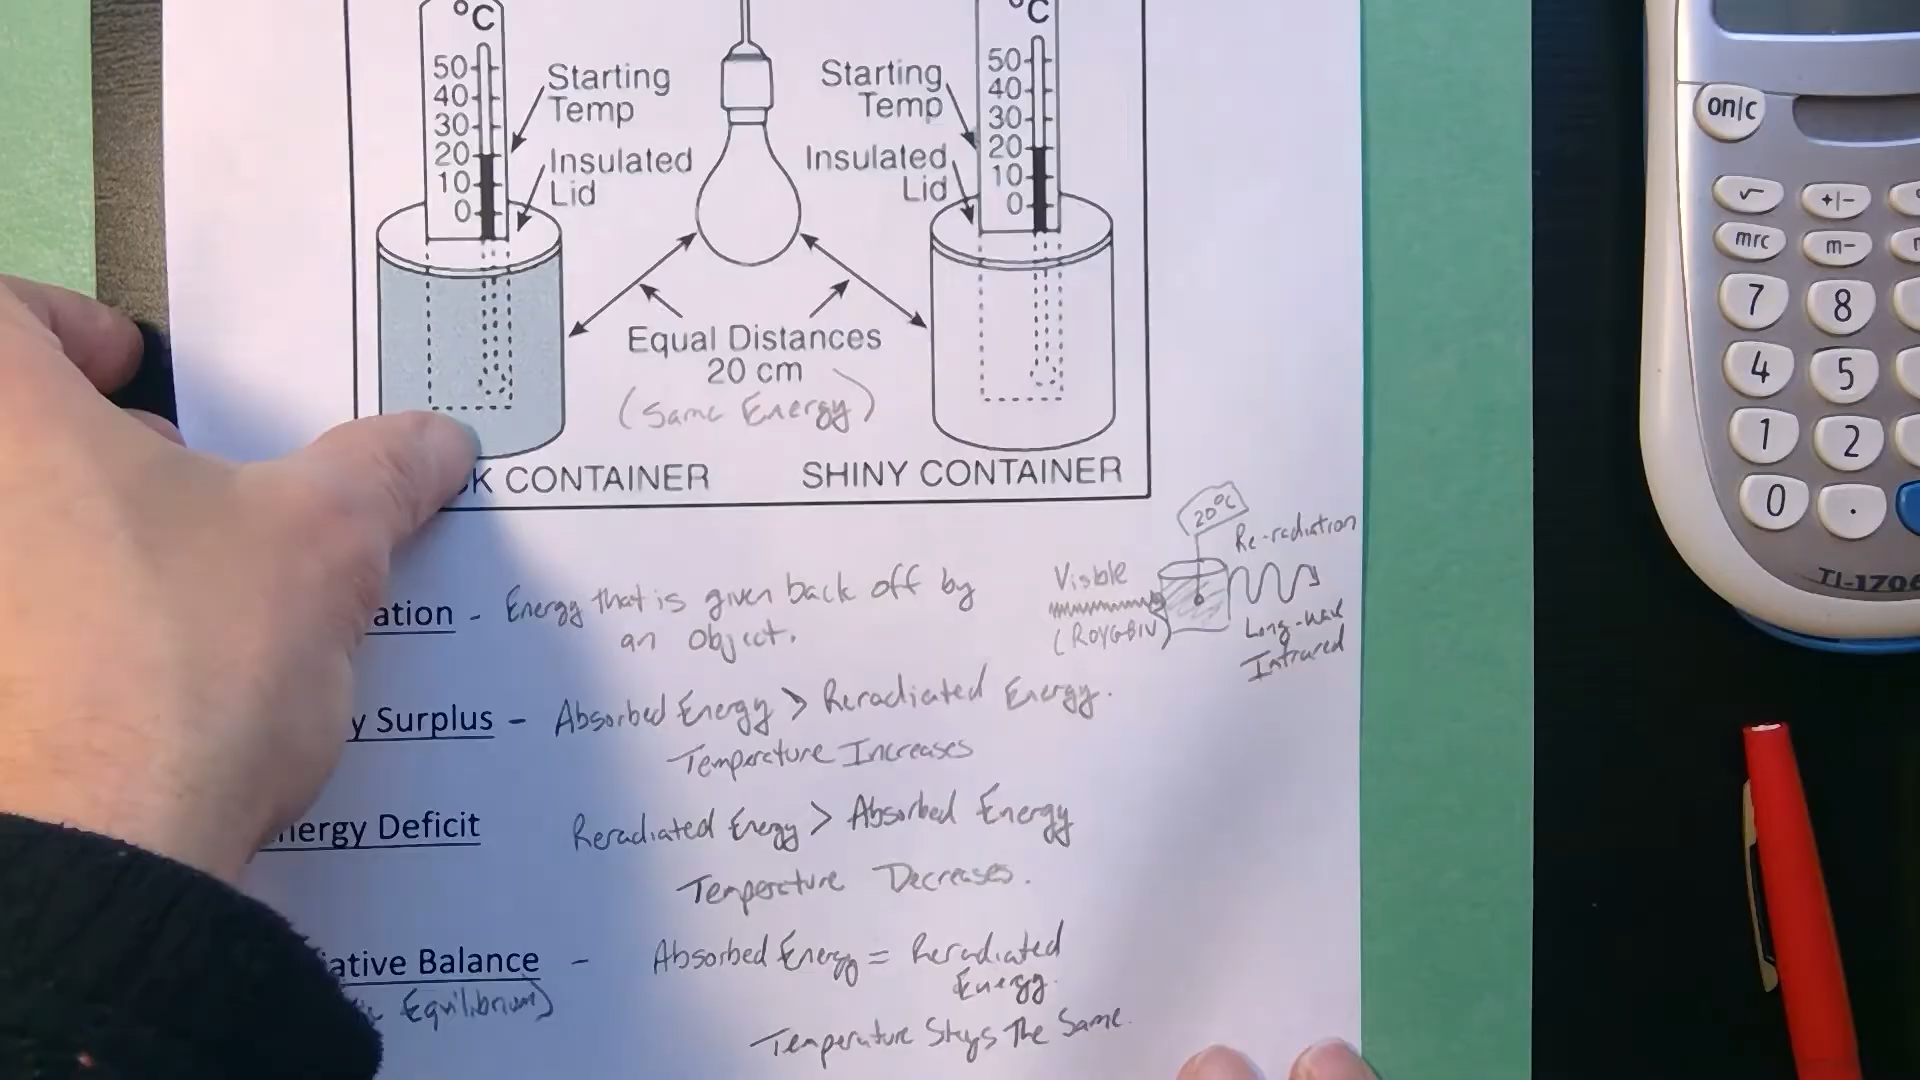 °C
50
40
30
20
10
0
Starting
Temp
Insulated
Lid
°C
Starting
Temp
Insulated
Lid
50
40
30
20
10
0
Equal Distances
20 cm
(Same Energy)
K CONTAINER
SHINY CONTAINER
20°C
Re-radiation
Visble
(ROYGBIV)
Long-wave
Infrared
ation - Energy that is given back off by
an object.
y Surplus - Absorbed Energy > Reradiated Energy.
Temperature Increases
nergy Deficit Reradiated Energy > Absorbed Energy
Temperature Decreases.
iative Balance - Absorbed Energy = Reradiated
Energy.
Equilibrium)
Temperature Stays The Same.
on/c
√ +|-
mrc m-
7 8
4 5
1 2
0 .
TI-1706